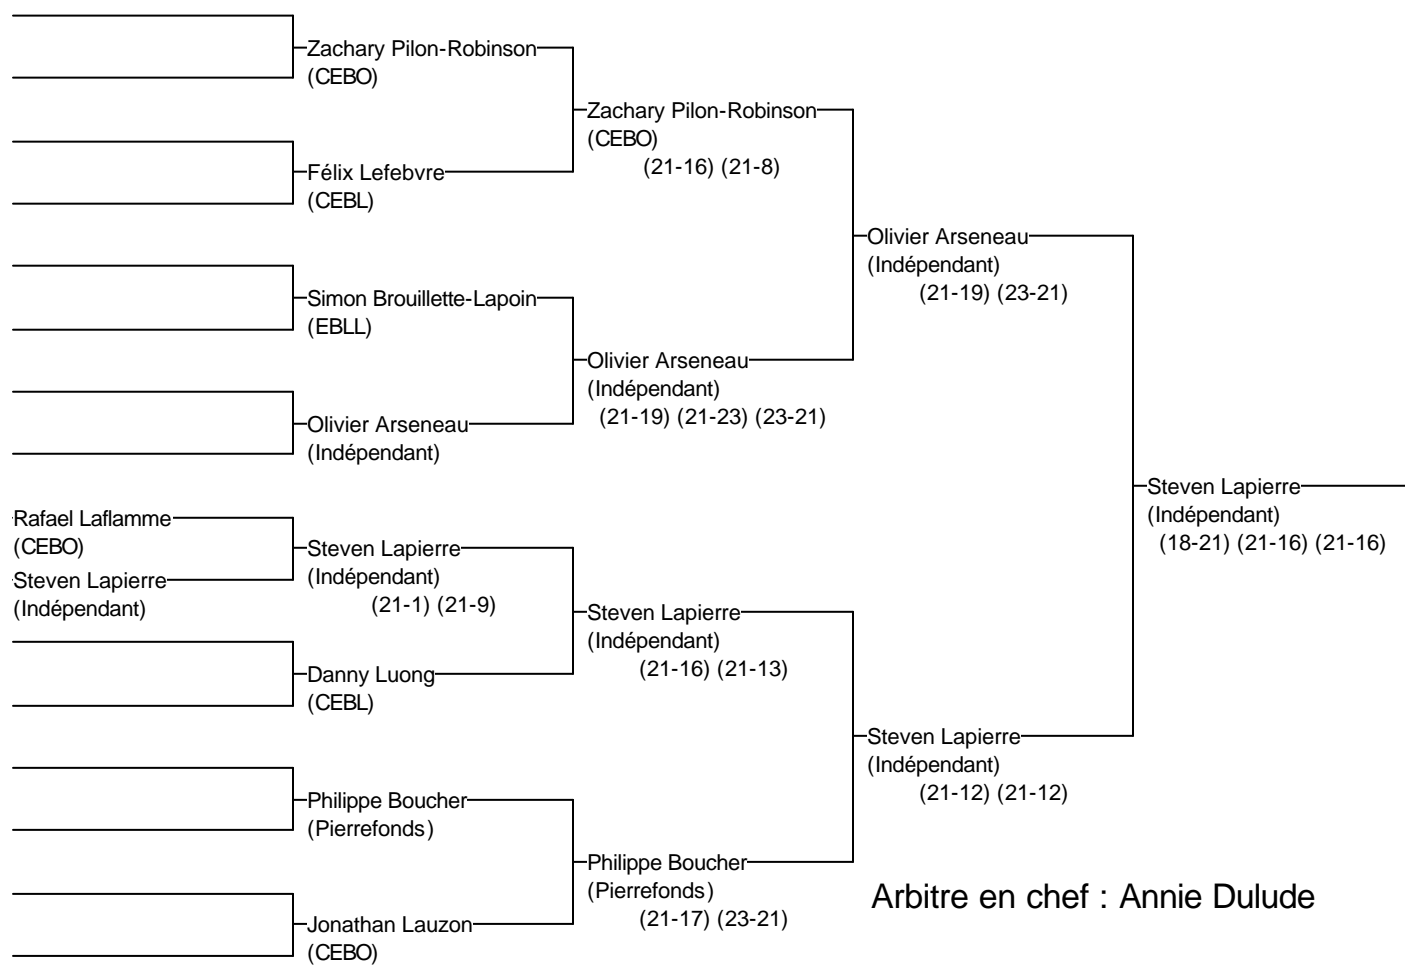 Zachary Pilon-Robinson
(CEBO)
Zachary Pilon-Robinson
(CEBO)
(21-16) (21-8)
Félix Lefebvre
(CEBL)
Olivier Arseneau
(Indépendant)
(21-19) (23-21)
Simon Brouillette-Lapoin
(EBLL)
Olivier Arseneau
(Indépendant)
(21-19) (21-23) (23-21)
Olivier Arseneau
(Indépendant)
Steven Lapierre
(Indépendant)
(18-21) (21-16) (21-16)
Rafael Laflamme
(CEBO)
Steven Lapierre
(Indépendant)
(21-1) (21-9)
Steven Lapierre
(Indépendant)
Steven Lapierre
(Indépendant)
(21-16) (21-13)
Danny Luong
(CEBL)
Steven Lapierre
(Indépendant)
(21-12) (21-12)
Philippe Boucher
(Pierrefonds)
Philippe Boucher
(Pierrefonds)
(21-17) (23-21)
Jonathan Lauzon
(CEBO)
Arbitre en chef : Annie Dulude